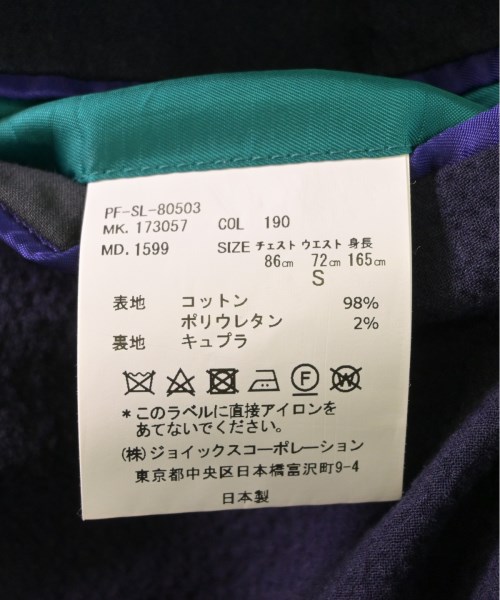 PF-SL-80503
MK. 173057 COL 190
MD. 1599 SIZE チェスト ウエスト 身長
86cm 72cm 165cm
S
表地 コットン 98%
ポリウレタン 2%
裏地 キュプラ
F W
*このラベルに直接アイロンを
あてないでください。
(株)ジョイックスコーポレーション
東京都中央区日本橋富沢町9-4
日本製